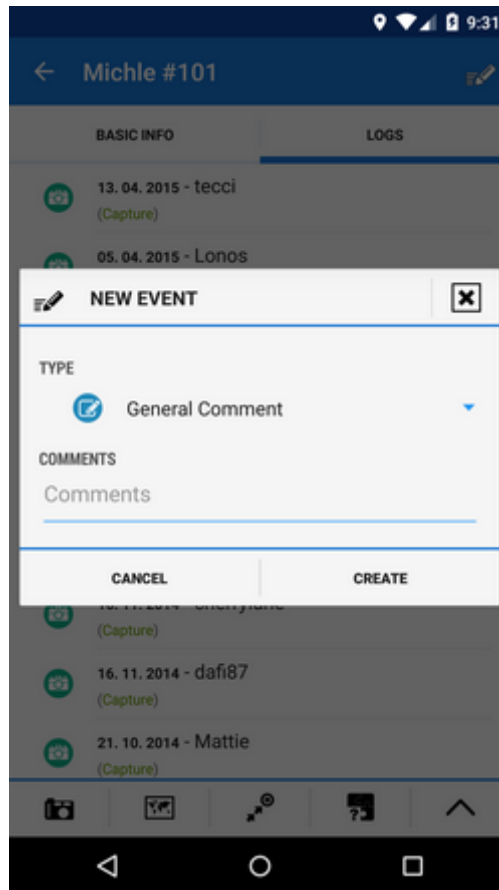 9:31
Michle #101
BASIC INFO
LOGS
13. 04. 2015 - tecci
(Capture)
05. 04. 2015 - Lonos
NEW EVENT
TYPE
General Comment
COMMENTS
Comments
CANCEL
CREATE
(Capture)
16. 11. 2014 - dafi87
(Capture)
21. 10. 2014 - Mattie
(Capture)